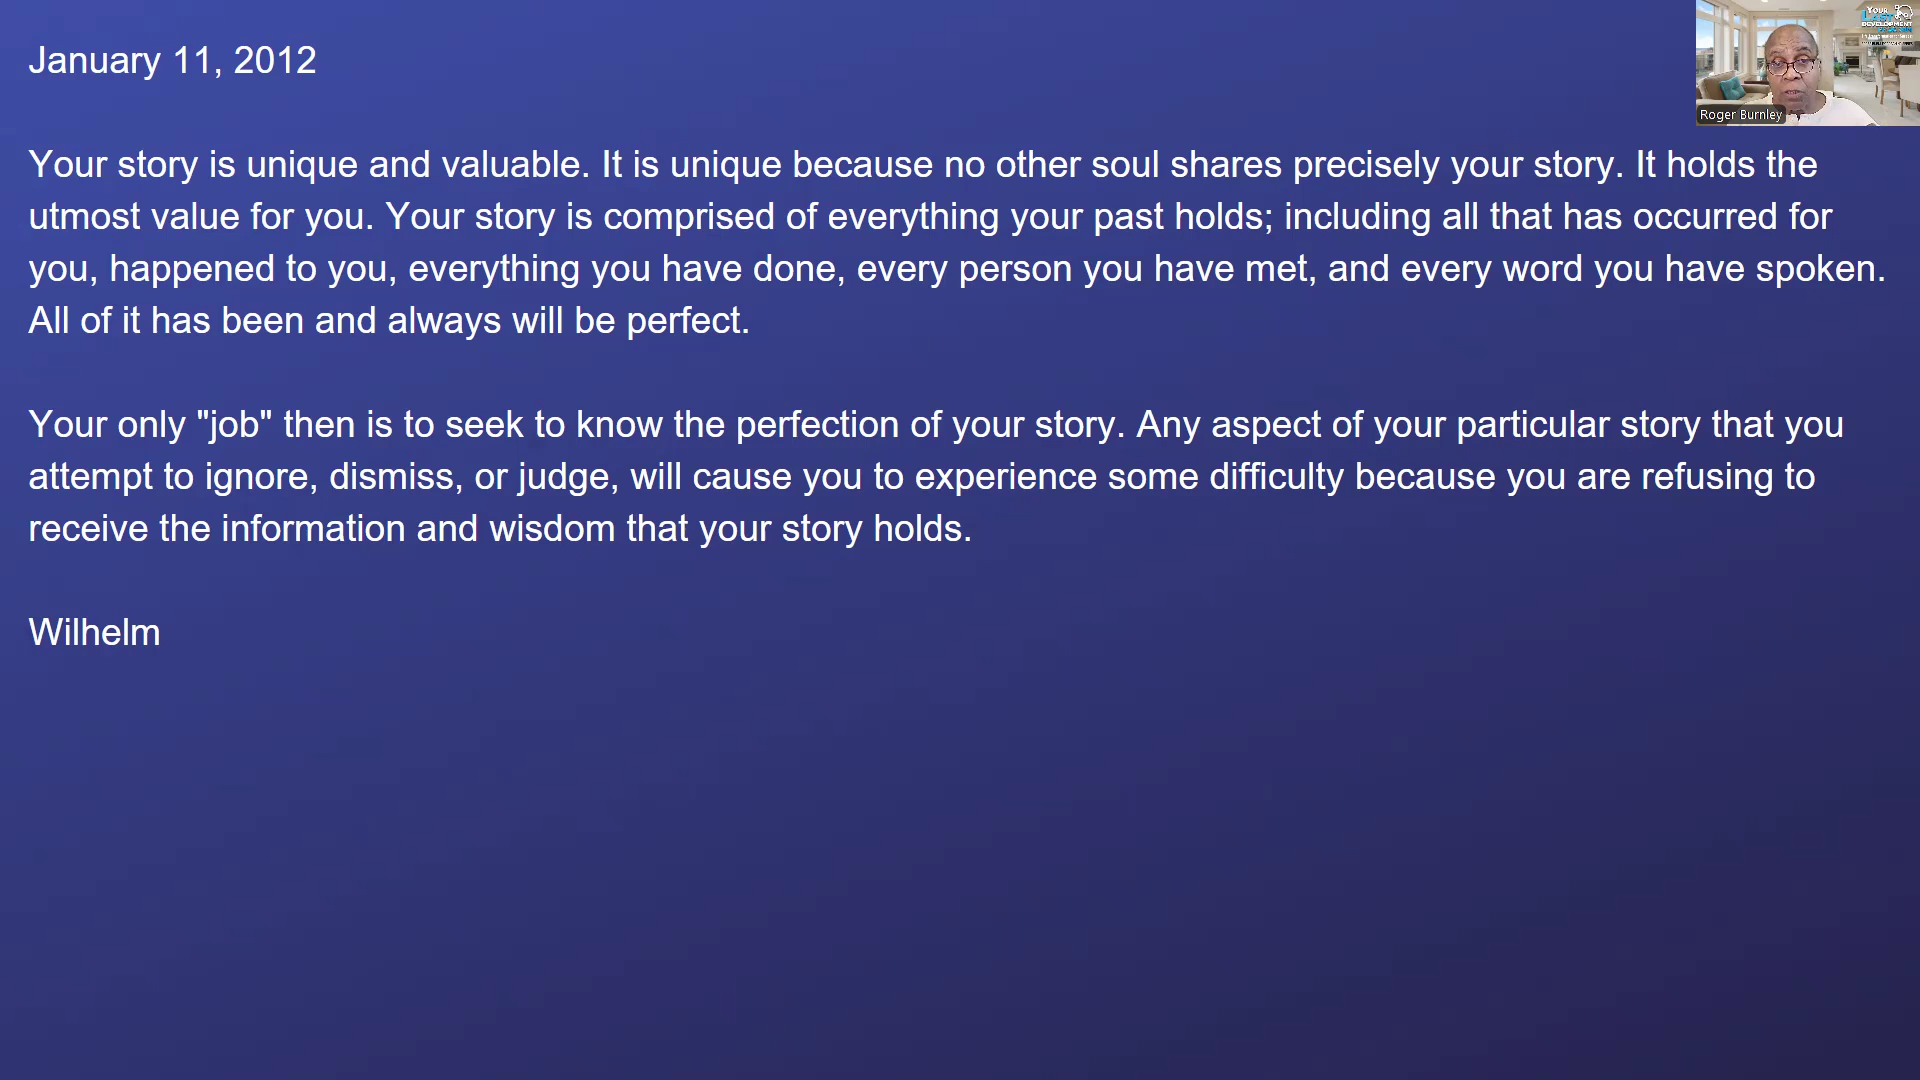 January 11, 2012
Your story is unique and valuable. It is unique because no other soul shares precisely your story. It holds the
utmost value for you. Your story is comprised of everything your past holds; including all that has occurred for
you, happened to you, everything you have done, every person you have met, and every word you have spoken.
All of it has been and always will be perfect.
Your only "job" then is to seek to know the perfection of your story. Any aspect of your particular story that you
attempt to ignore, dismiss, or judge, will cause you to experience some difficulty because you are refusing to
receive the information and wisdom that your story holds.
Wilhelm
YOUR
LAST
DEVELOPMENT
Roger Burnley